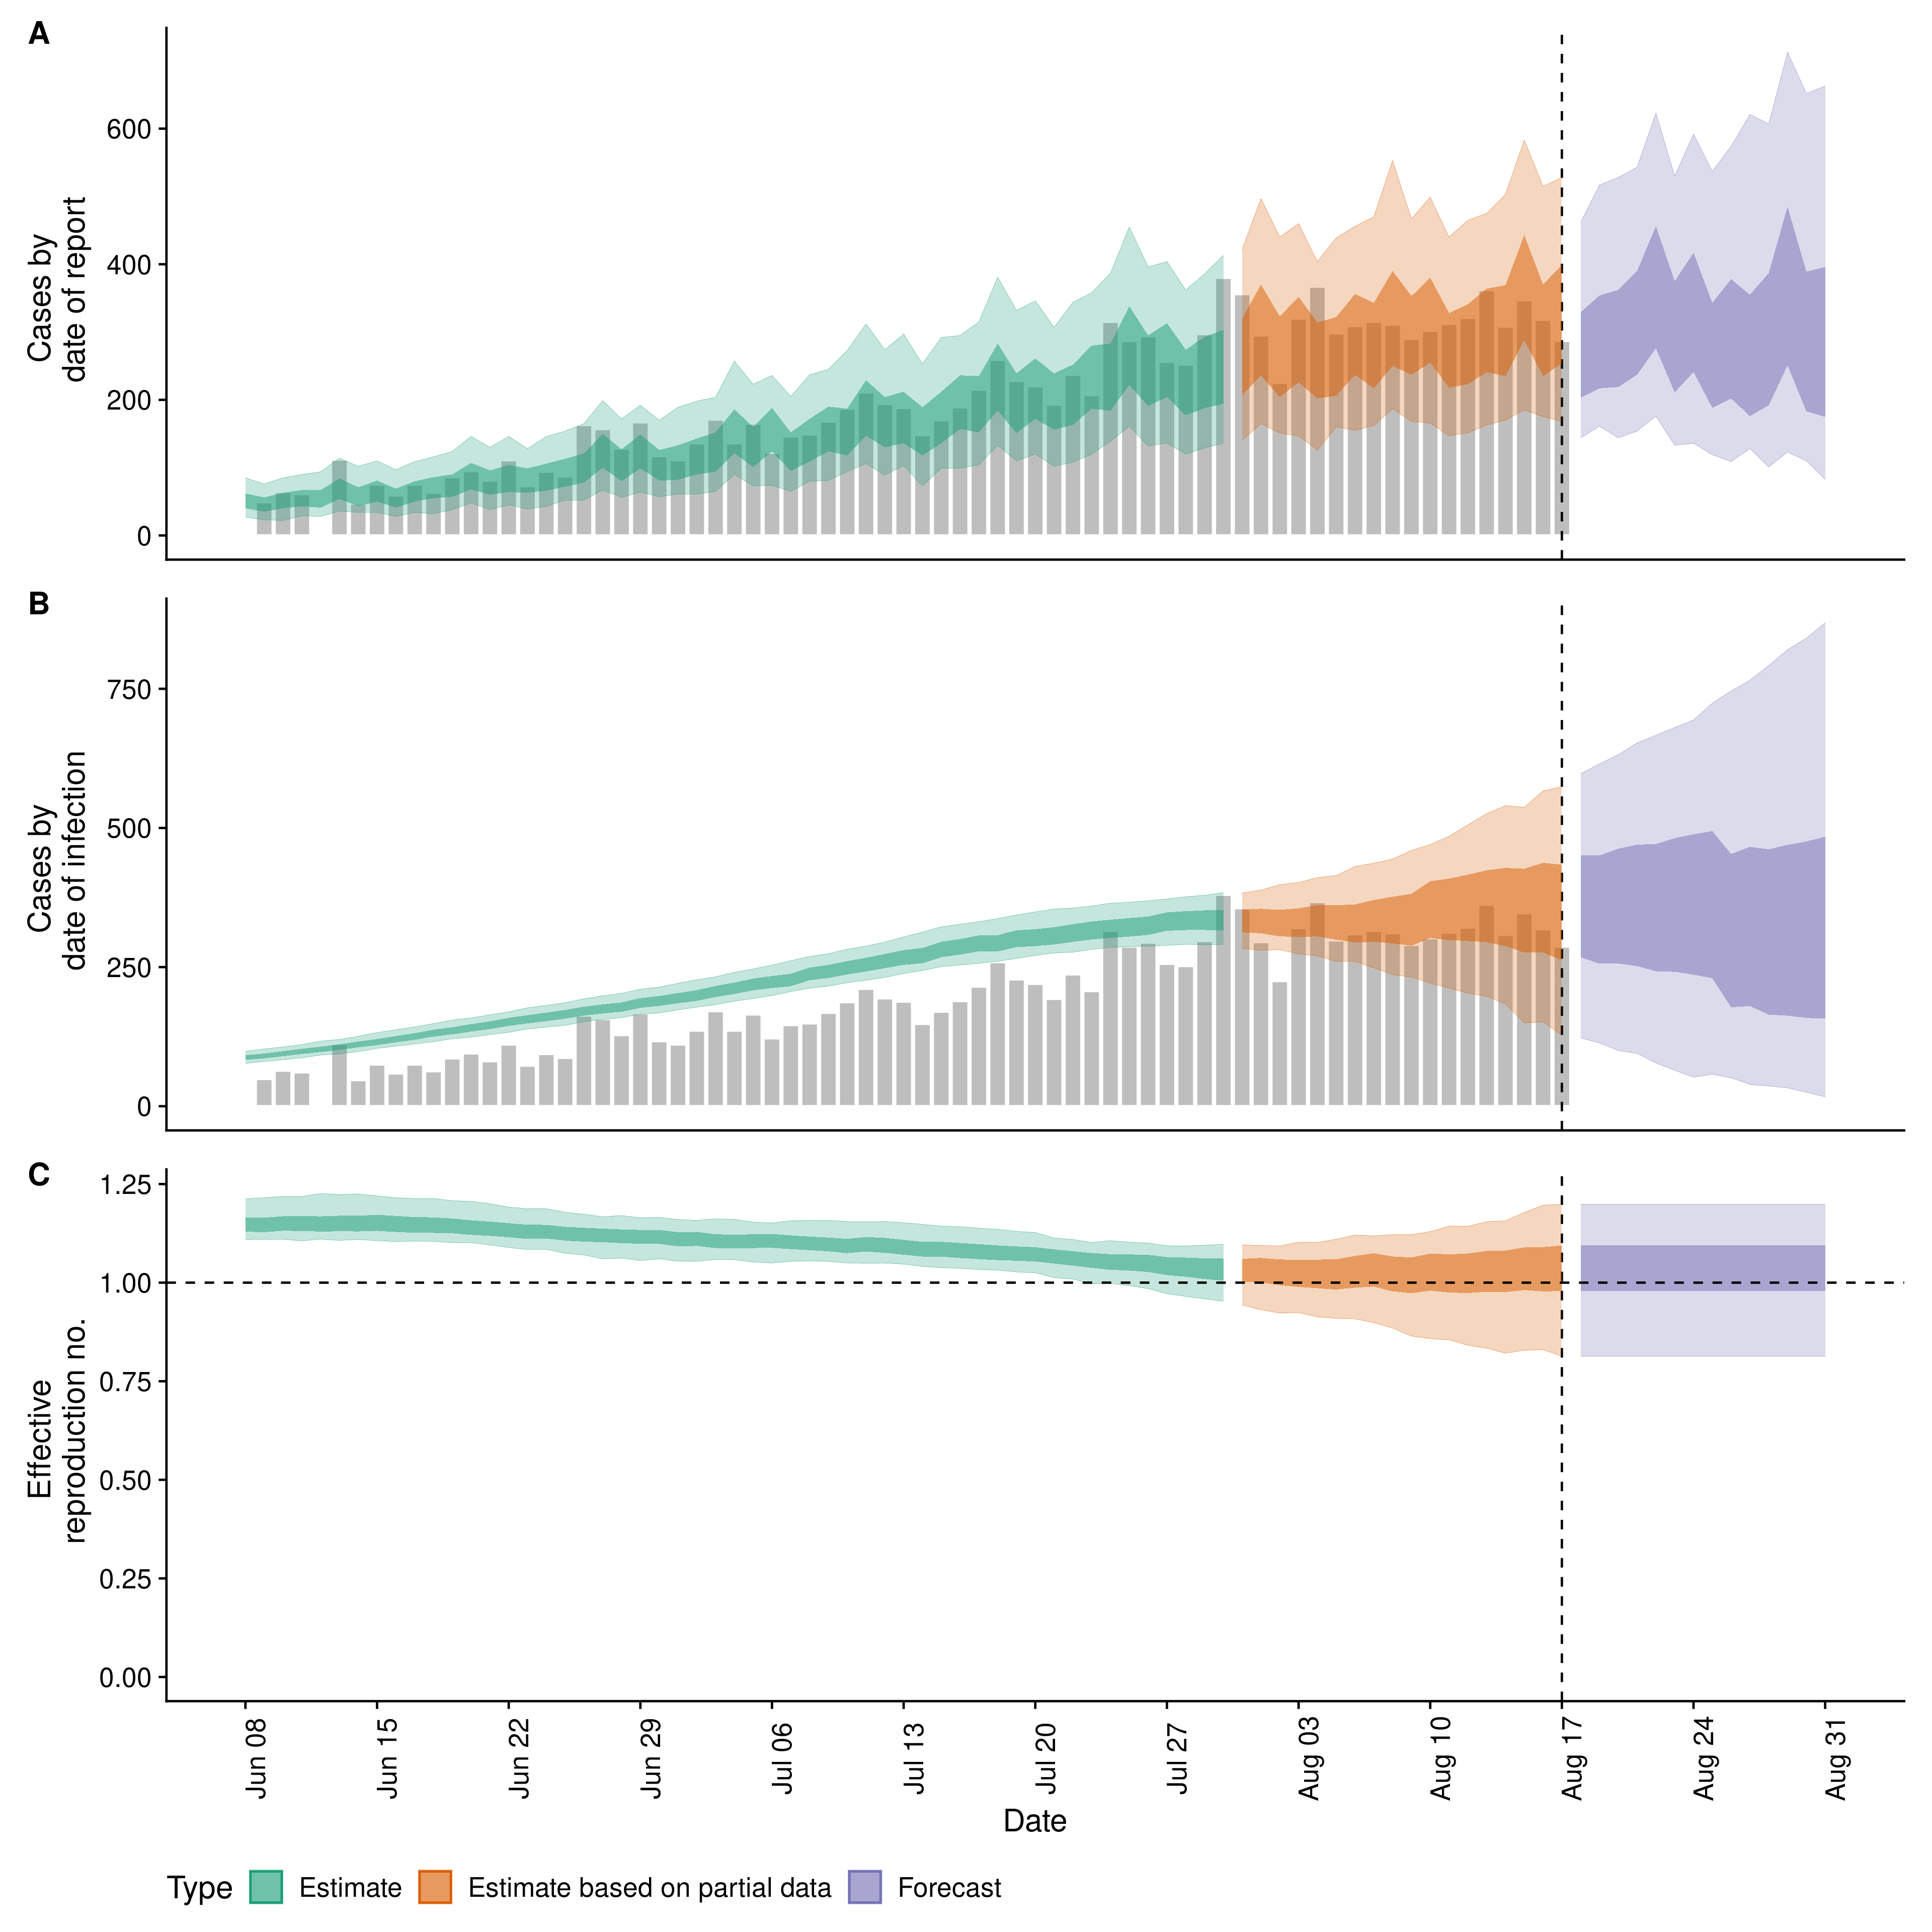 A
Cases by
date of report
600
400
200
0
B
Cases by
date of infection
750
500
250
0
C
Effective
reproduction no.
1.25
1.00
0.75
0.50
0.25
0.00
Jun 08
Jun 15
Jun 22
Jun 29
Jul 06
Jul 13
Jul 20
Jul 27
Aug 03
Aug 10
Aug 17
Aug 24
Aug 31
Date
Type Estimate Estimate based on partial data Forecast